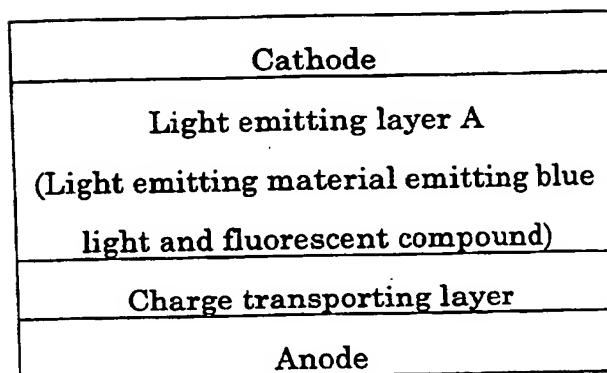 Cathode
Light emitting layer A
(Light emitting material emitting blue
light and fluorescent compound)
Charge transporting layer
Anode